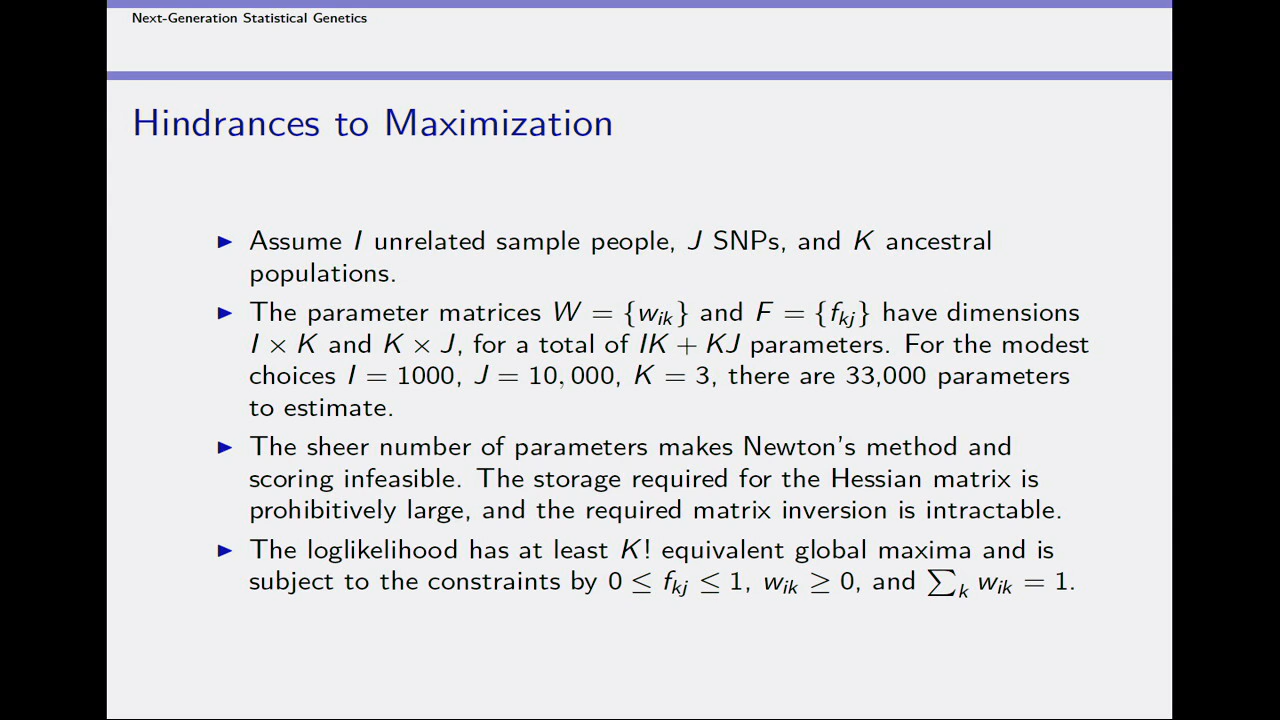 Next-Generation Statistical Genetics
Hindrances to Maximization
▶ Assume I unrelated sample people, J SNPs, and K ancestral
populations.
▶ The parameter matrices W = {w_ik} and F = {f_kj} have dimensions
I × K and K × J, for a total of IK + KJ parameters. For the modest
choices I = 1000, J = 10, 000, K = 3, there are 33,000 parameters
to estimate.
▶ The sheer number of parameters makes Newton's method and
scoring infeasible. The storage required for the Hessian matrix is
prohibitively large, and the required matrix inversion is intractable.
▶ The loglikelihood has at least K! equivalent global maxima and is
subject to the constraints by 0 ≤ f_kj ≤ 1, w_ik ≥ 0, and ∑_k w_ik = 1.